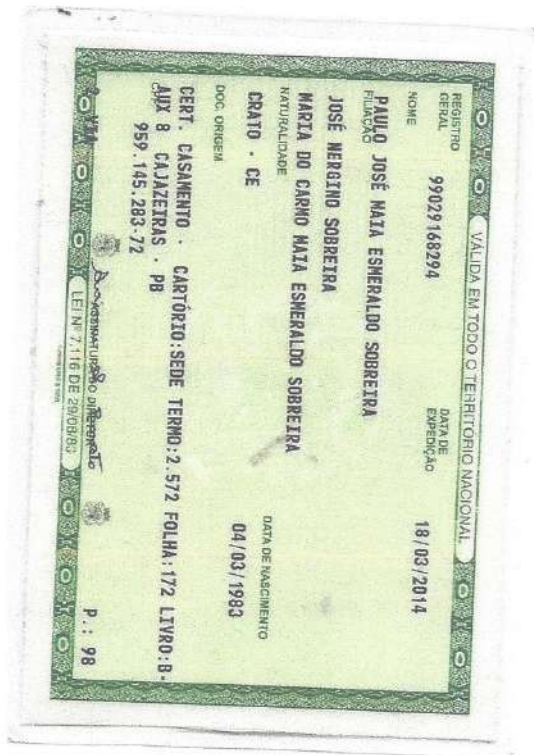 VÁLIDA EM TODO O TERRITÓRIO NACIONAL
REGISTRO GERAL 99029168294 DATA DE EXPEDIÇÃO 18/03/2014
NOME
PAULO JOSÉ MAIA ESMERALDO SOBREIRA
FILIAÇÃO
JOSÉ NERGINO SOBREIRA
MARIA DO CARMO MAIA ESMERALDO SOBREIRA
NATURALIDADE DATA DE NASCIMENTO
CRATO - CE 04/03/1983
DOC. ORIGEM
CERT. CASAMENTO - CARTÓRIO:SEDE TERMO:2.572 FOLHA:172 LIVRO:B-
AUX 8 CAJAZEIRAS - PB
CPF 959.145.283-72
2 VIA P.: 98
ASSINATURA DO DIRETOR
LEI Nº 7.116 DE 29/08/83